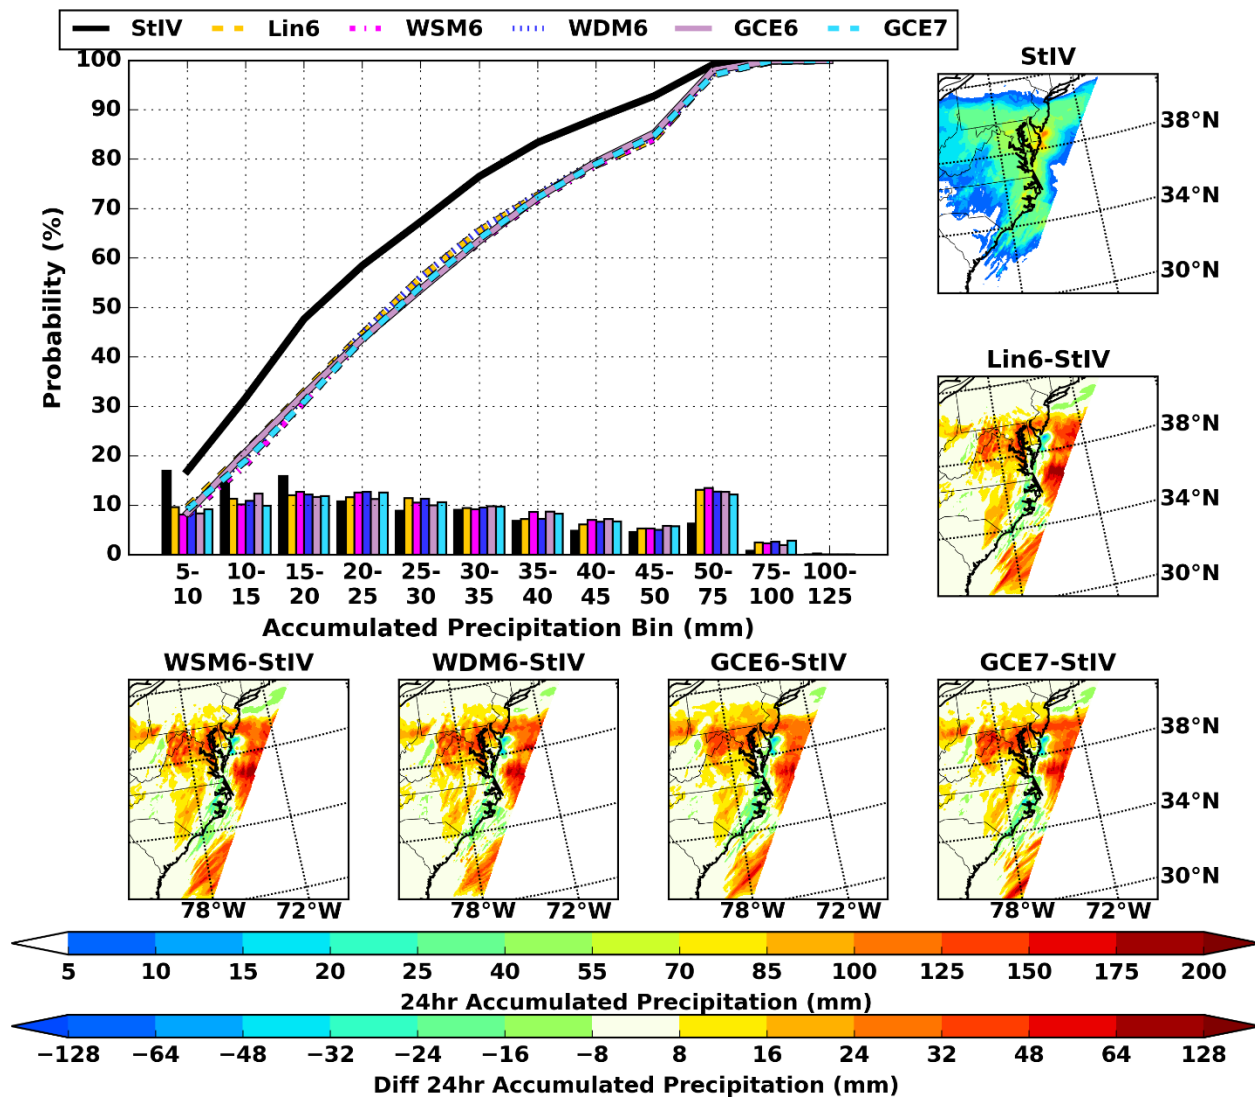 StIV Lin6 WSM6 WDM6 GCE6 GCE7
100
90
80
70
60
50
40
30
20
10
0
Probability (%)
5-
10
10-
15
15-
20
20-
25
25-
30
30-
35
35-
40
40-
45
45-
50
50-
75
75-
100
100-
125
Accumulated Precipitation Bin (mm)
StIV
38°N
34°N
30°N
Lin6-StIV
38°N
34°N
30°N
WSM6-StIV
78°W 72°W
WDM6-StIV
78°W 72°W
GCE6-StIV
78°W 72°W
GCE7-StIV
38°N
34°N
30°N
78°W 72°W
5 10 15 20 25 40 55 70 85 100 125 150 175 200
24hr Accumulated Precipitation (mm)
−128 −64 −48 −32 −24 −16 −8 8 16 24 32 48 64 128
Diff 24hr Accumulated Precipitation (mm)